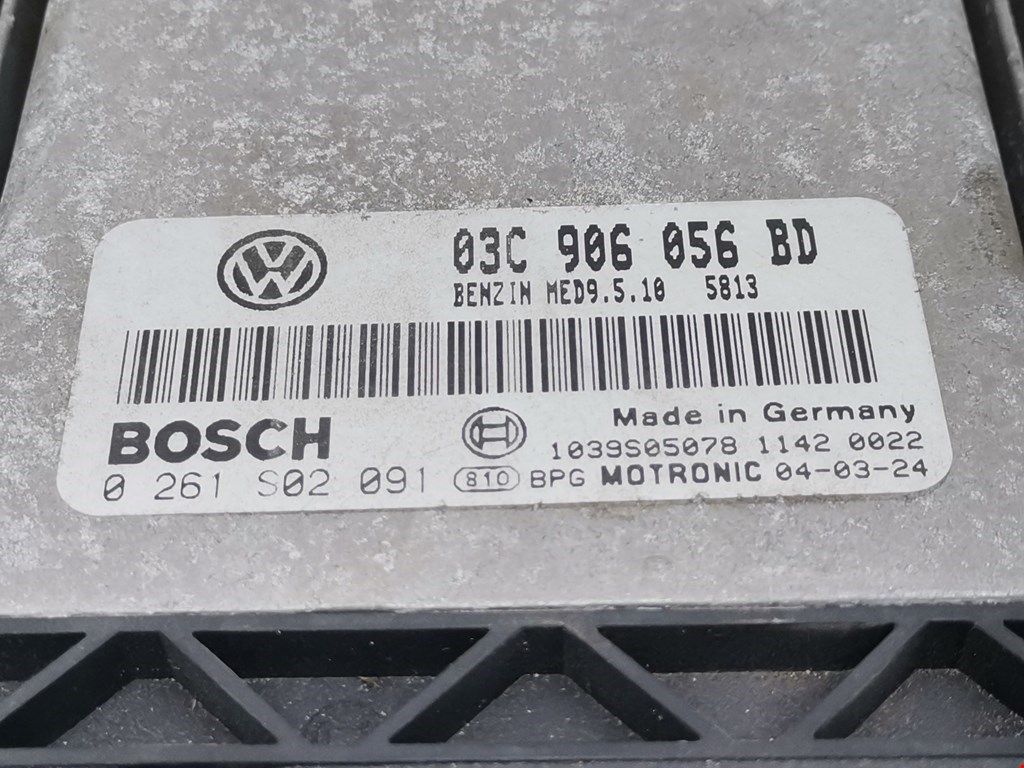 03C 906 056 BD
BENZIN MED9.5.10 5813
BOSCH
Made in Germany
1039S05078 1142 0022
0 261 S02 091 810 BPG MOTRONIC 04-03-24